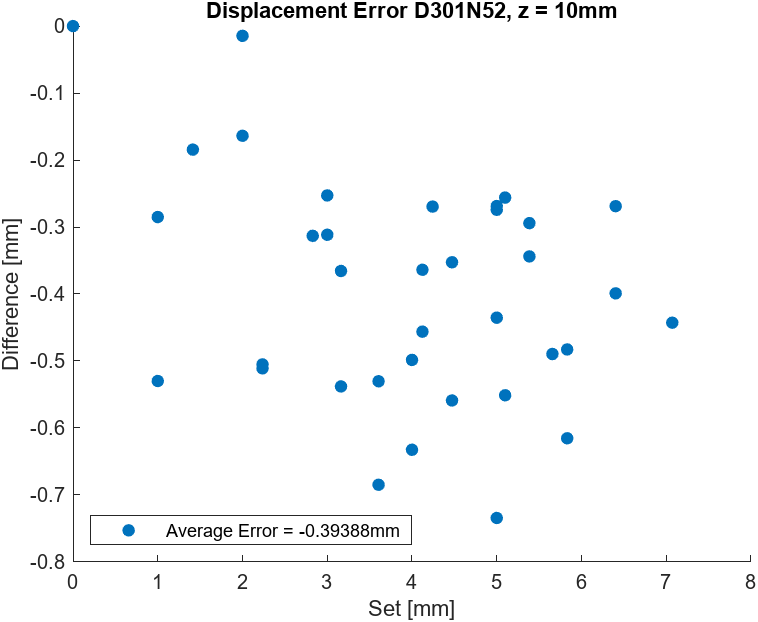 Displacement Error D301N52, z = 10mm
0
-0.1
-0.2
-0.3
-0.4
-0.5
-0.6
-0.7
-0.8
Difference [mm]
Average Error = -0.39388mm
0 1 2 3 4 5 6 7 8
Set [mm]